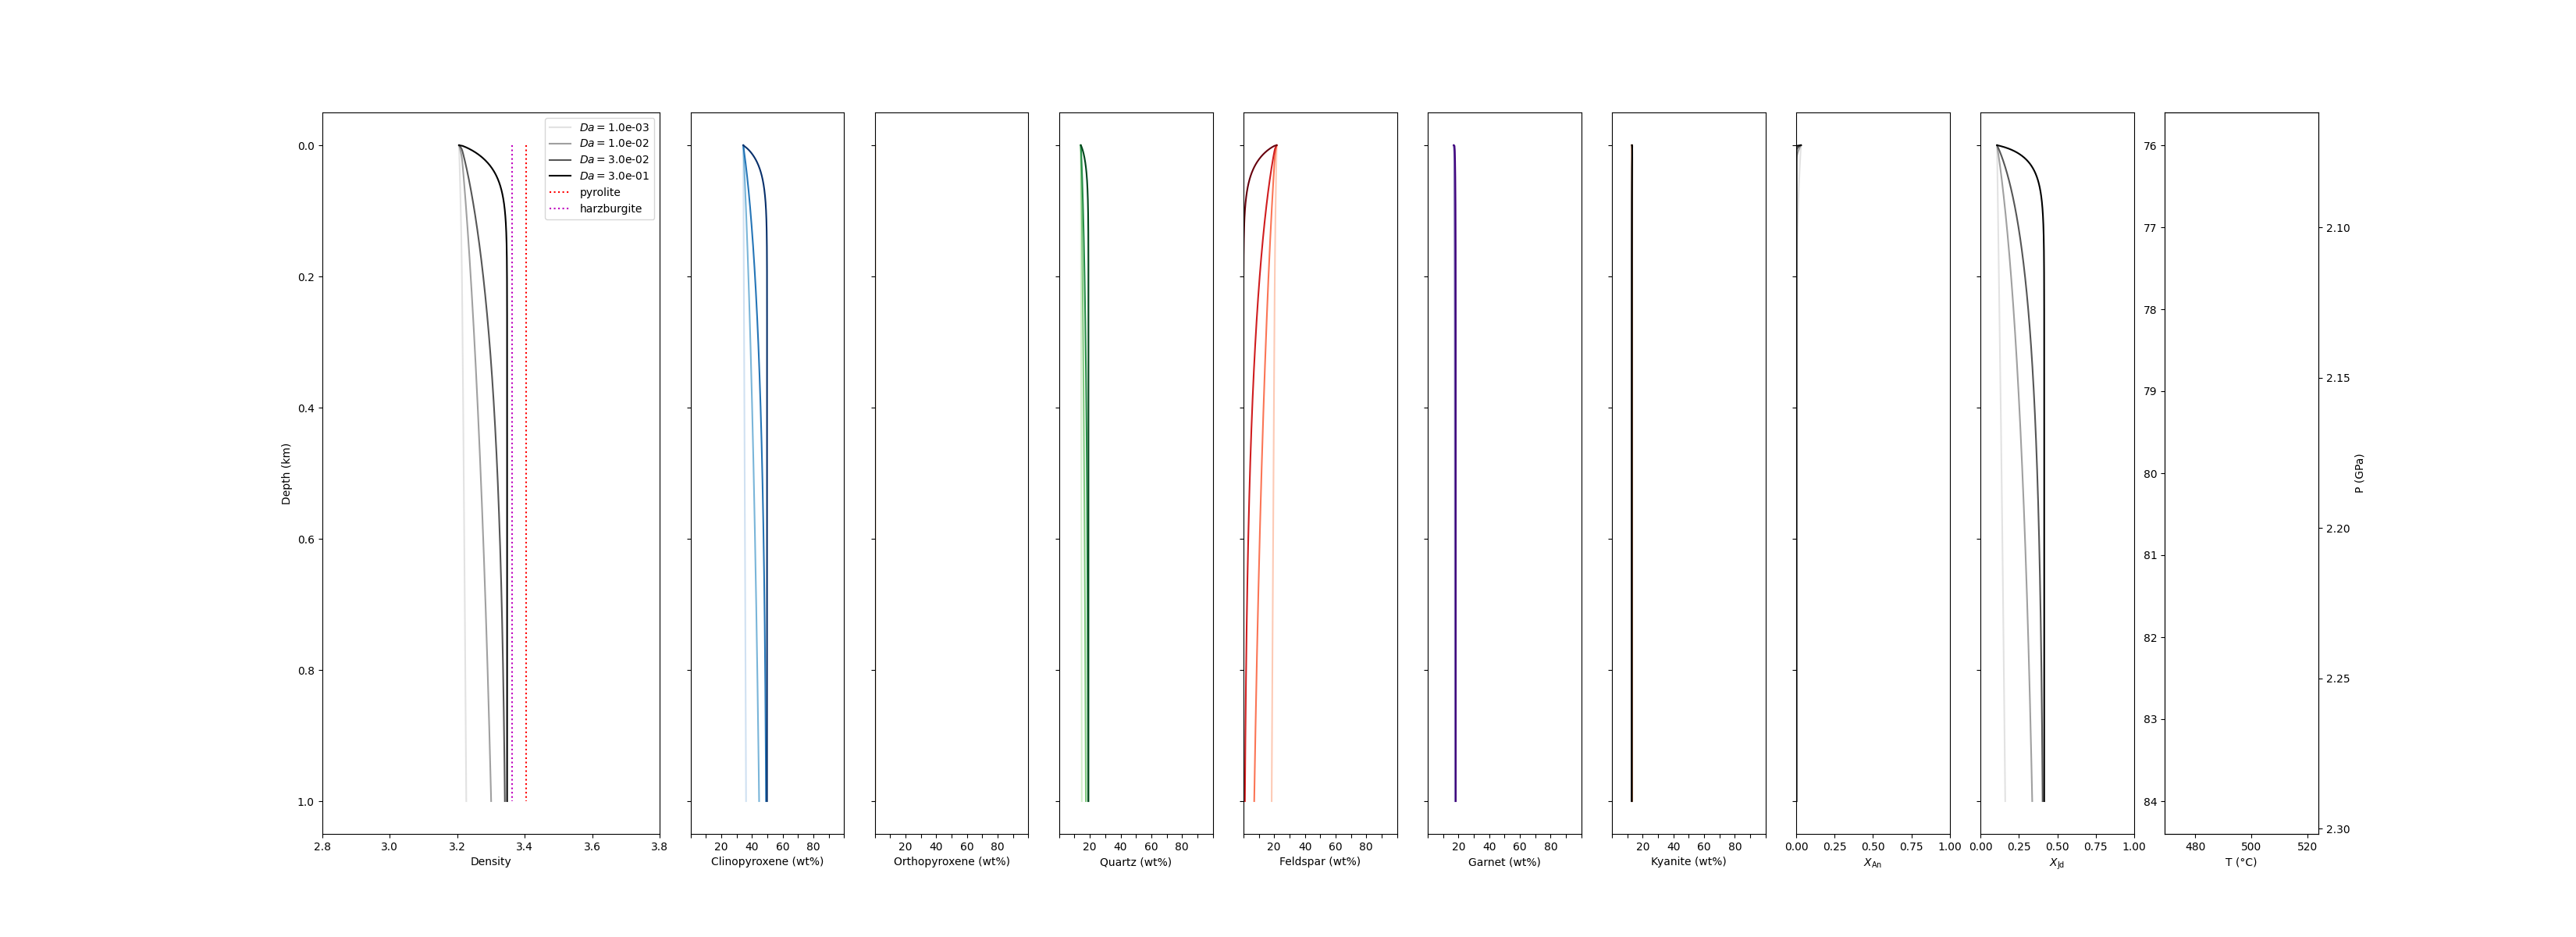 Da = 1.0e-03
Da = 1.0e-02
Da = 3.0e-02
Da = 3.0e-01
pyrolite
harzburgite
0.0
0.2
0.4
0.6
0.8
1.0
Depth (km)
2.8 3.0 3.2 3.4 3.6 3.8
Density
20 40 60 80
Clinopyroxene (wt%)
20 40 60 80
Orthopyroxene (wt%)
20 40 60 80
Quartz (wt%)
20 40 60 80
Feldspar (wt%)
20 40 60 80
Garnet (wt%)
20 40 60 80
Kyanite (wt%)
0.00 0.25 0.50 0.75 1.00
XAn
0.00 0.25 0.50 0.75 1.00
XJd
76
77
78
79
80
81
82
83
84
480 500 520
T (°C)
2.10
2.15
2.20
2.25
2.30
P (GPa)